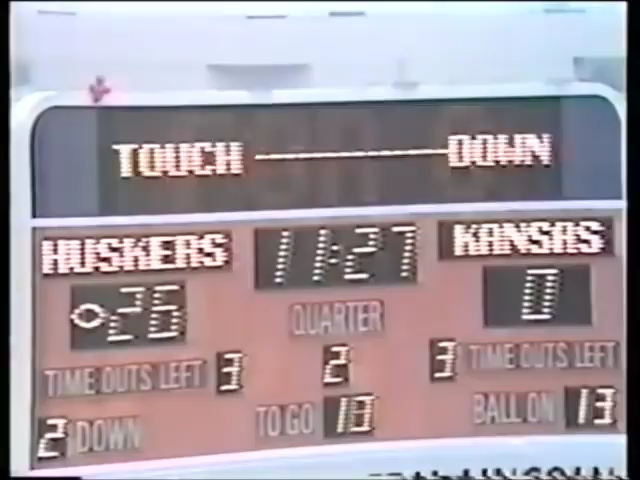 TOUCH DOWN
HUSKERS 11:27 KANSAS
26 0
QUARTER
TIME OUTS LEFT 3 2 3 TIME OUTS LEFT
2 DOWN TO GO 10 BALL ON 13